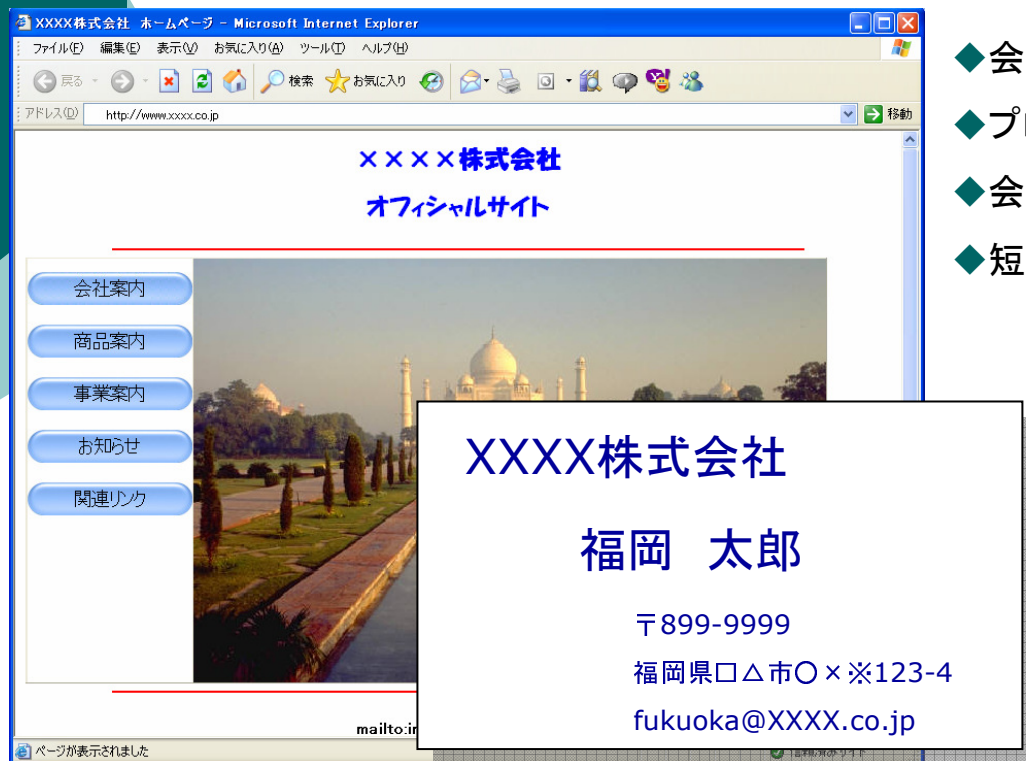 XXXX株式会社 ホームページ - Microsoft Internet Explorer
ファイル(F) 編集(E) 表示(V) お気に入り(A) ツール(T) ヘルプ(H)
戻る 検索 お気に入り
アドレス(D) http://www.xxxx.co.jp 移動
××××株式会社
オフィシャルサイト
会社案内
商品案内
事業案内
お知らせ
関連リンク
mailto:in
ページが表示されました
XXXX株式会社
福岡 太郎
〒899-9999
福岡県□△市○×※123-4
fukuoka@XXXX.co.jp
◆会
◆プ
◆会
◆短